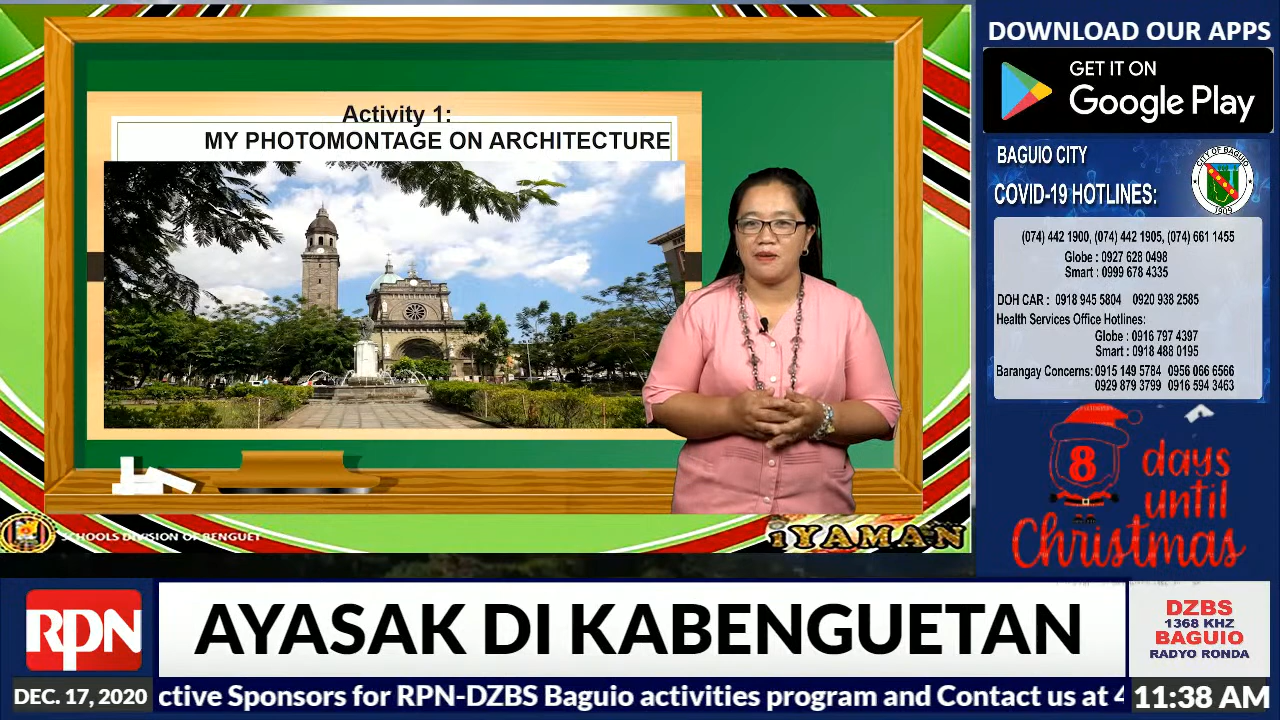 Activity 1:
MY PHOTOMONTAGE ON ARCHITECTURE
SCHOOLS DIVISION OF BENGUET
iYAMAN
DOWNLOAD OUR APPS
GET IT ON
Google Play
BAGUIO CITY
COVID-19 HOTLINES:
CITY OF BAGUIO
1909
(074) 442 1900, (074) 442 1905, (074) 661 1455
Globe : 0927 628 0498
Smart : 0999 678 4335
DOH CAR : 0918 945 5804 0920 938 2585
Health Services Office Hotlines:
Globe : 0916 797 4397
Smart : 0918 488 0195
Barangay Concerns: 0915 149 5784 0956 066 6566
0929 879 3799 0916 594 3463
8 days
until
Christmas
RPN
AYASAK DI KABENGUETAN
DZBS
1368 KHZ
BAGUIO
RADYO RONDA
DEC. 17, 2020
ctive Sponsors for RPN-DZBS Baguio activities program and Contact us at 4
11:38 AM